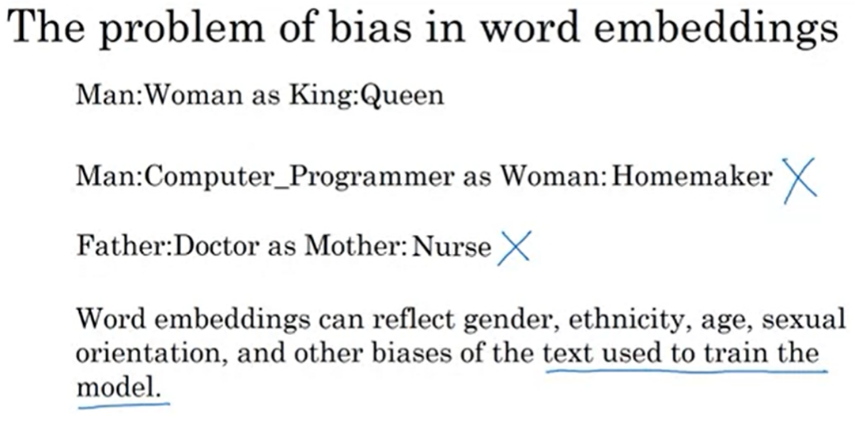 The problem of bias in word embeddings
Man:Woman as King:Queen
Man:Computer_Programmer as Woman:Homemaker
Father:Doctor as Mother:Nurse
Word embeddings can reflect gender, ethnicity, age, sexual
orientation, and other biases of the text used to train the
model.